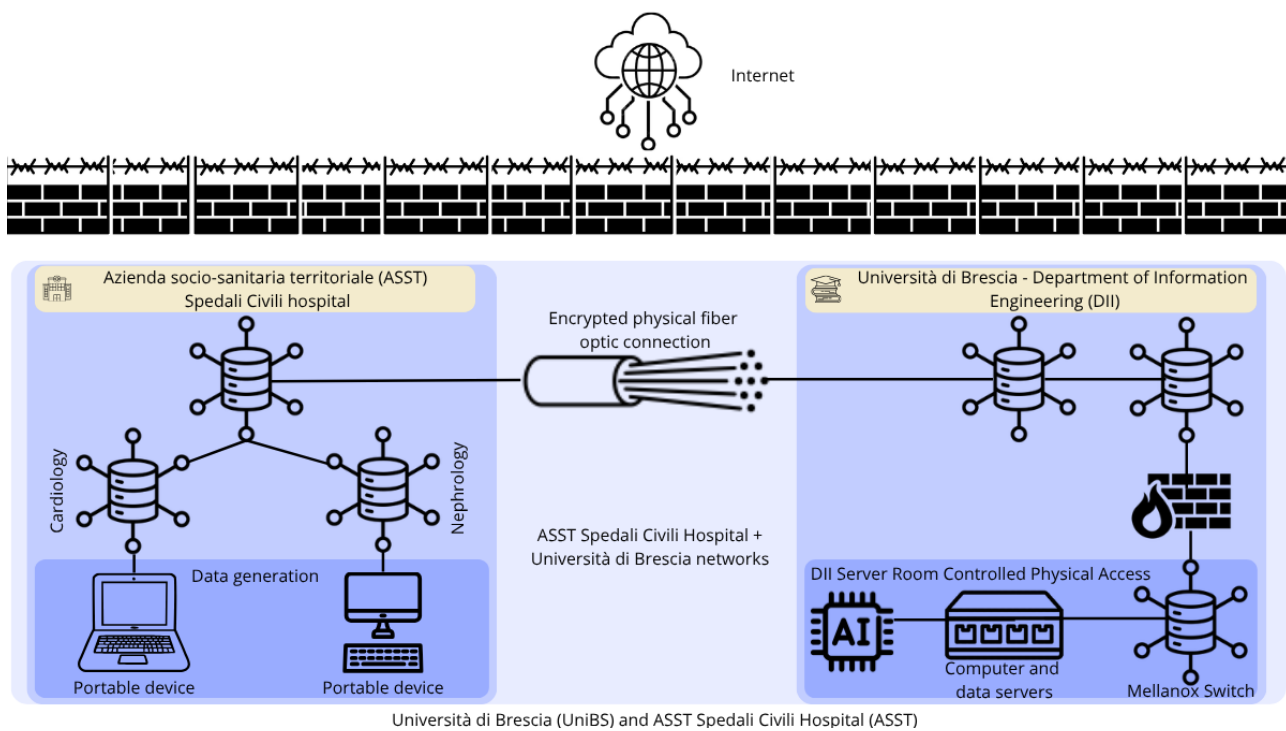 Internet
Azienda socio-sanitaria territoriale (ASST)
Spedali Civili hospital
Università di Brescia - Department of Information
Engineering (DII)
Encrypted physical fiber
optic connection
Cardiology
Nephrology
ASST Spedali Civili Hospital +
Università di Brescia networks
Data generation
Portable device
Portable device
DII Server Room Controlled Physical Access
AI
Computer and
data servers
Mellanox Switch
Università di Brescia (UniBS) and ASST Spedali Civili Hospital (ASST)